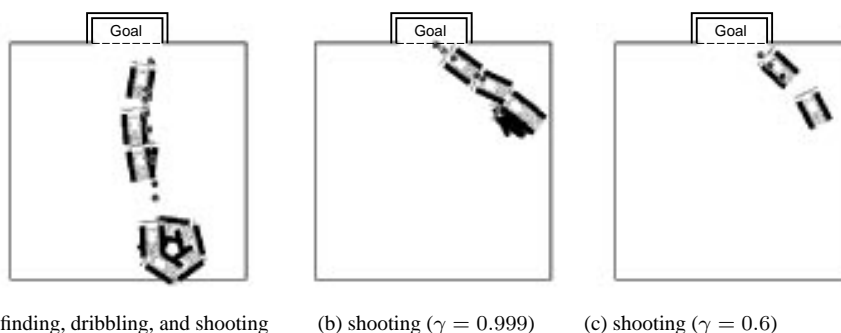 Goal
Goal
Goal
finding, dribbling, and shooting
(b) shooting (γ = 0.999)
(c) shooting (γ = 0.6)